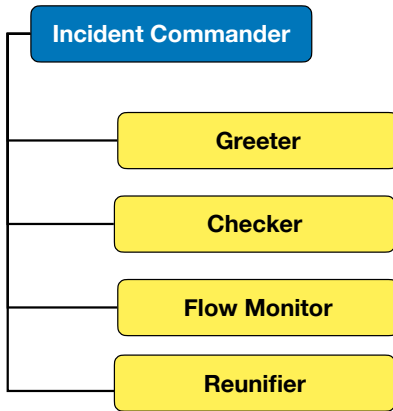 Incident Commander
Greeter
Checker
Flow Monitor
Reunifier